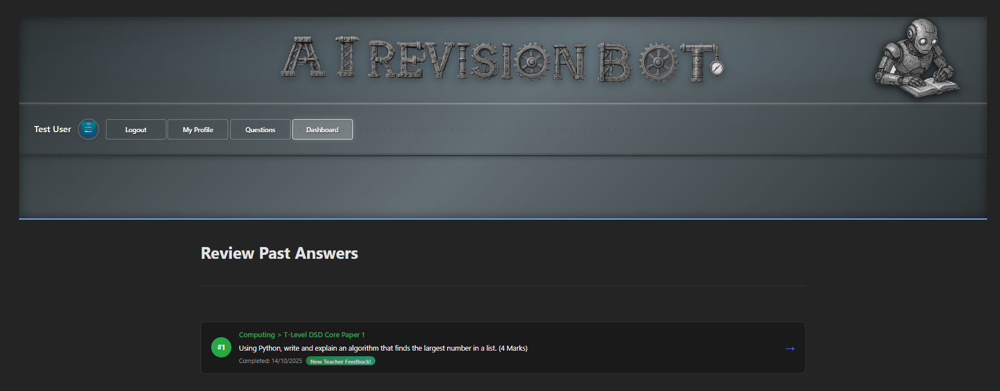 AI REVISION BOT
Test User
Logout
My Profile
Questions
Dashboard
Review Past Answers
#1
Computing > T-Level DSD Core Paper 1
Using Python, write and explain an algorithm that finds the largest number in a list. (4 Marks)
→
Completed: 14/10/2025
New Teacher Feedback!